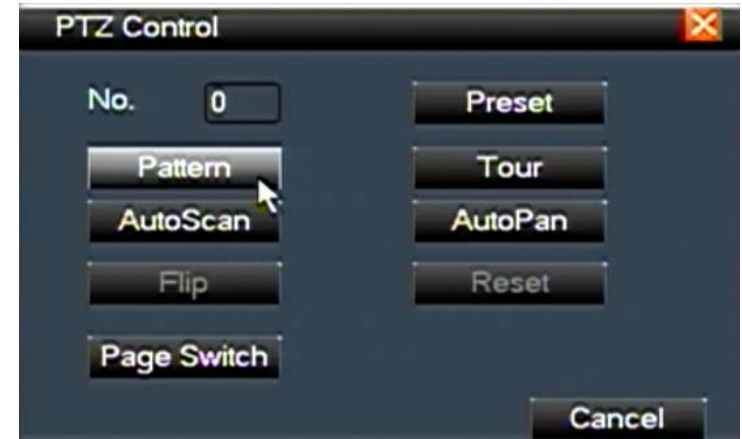 PTZ Control
No. 0 Preset
Pattern Tour
AutoScan AutoPan
Flip Reset
Page Switch
Cancel